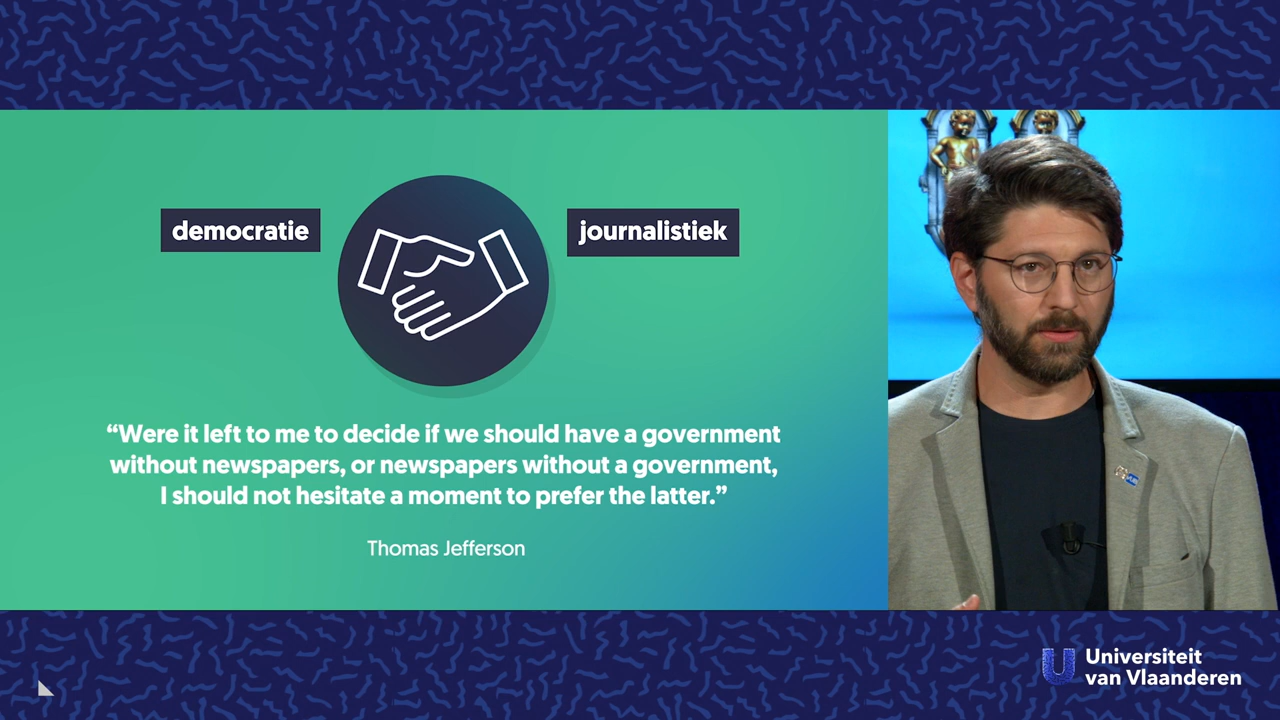 democratie
journalistiek
“Were it left to me to decide if we should have a government
without newspapers, or newspapers without a government,
I should not hesitate a moment to prefer the latter.”
Thomas Jefferson
Universiteit
van Vlaanderen